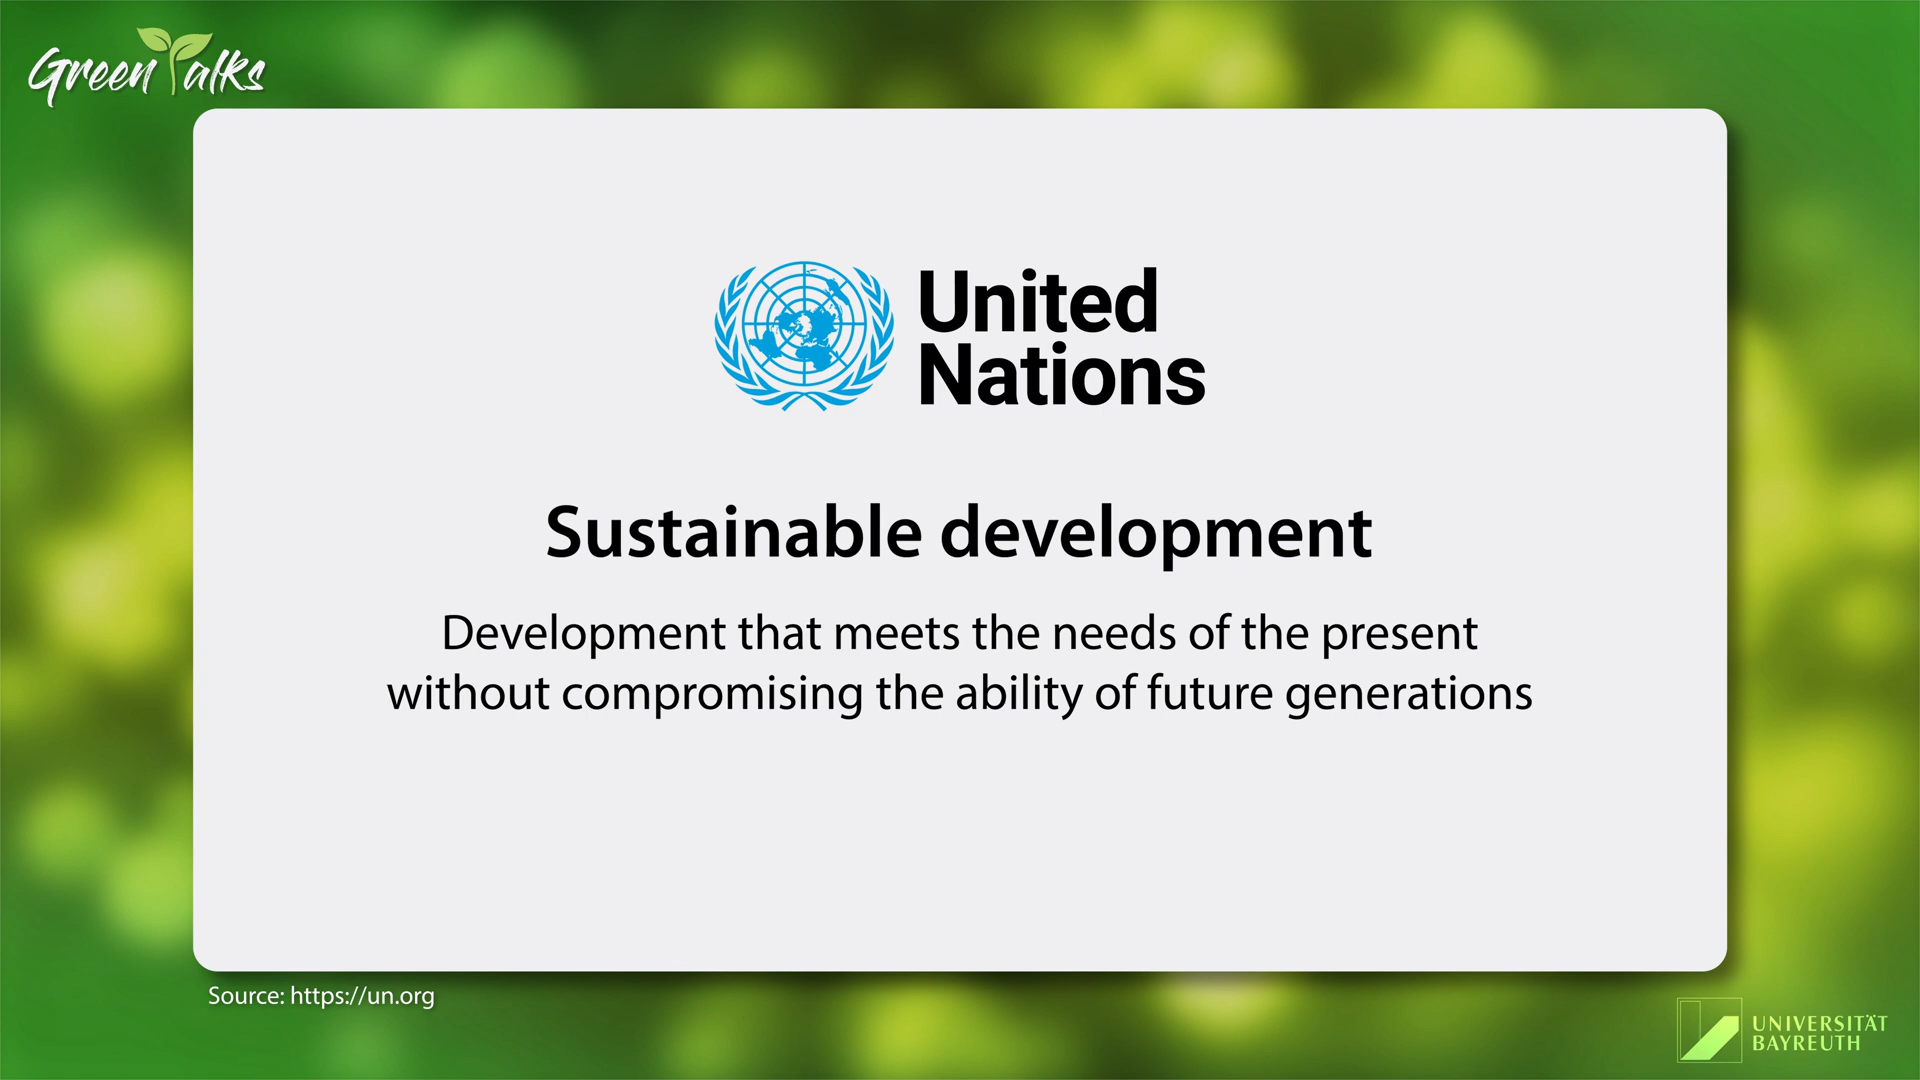 Green Talks
United
Nations
Sustainable development
Development that meets the needs of the present
without compromising the ability of future generations
Source: https://un.org
UNIVERSITÄT
BAYREUTH